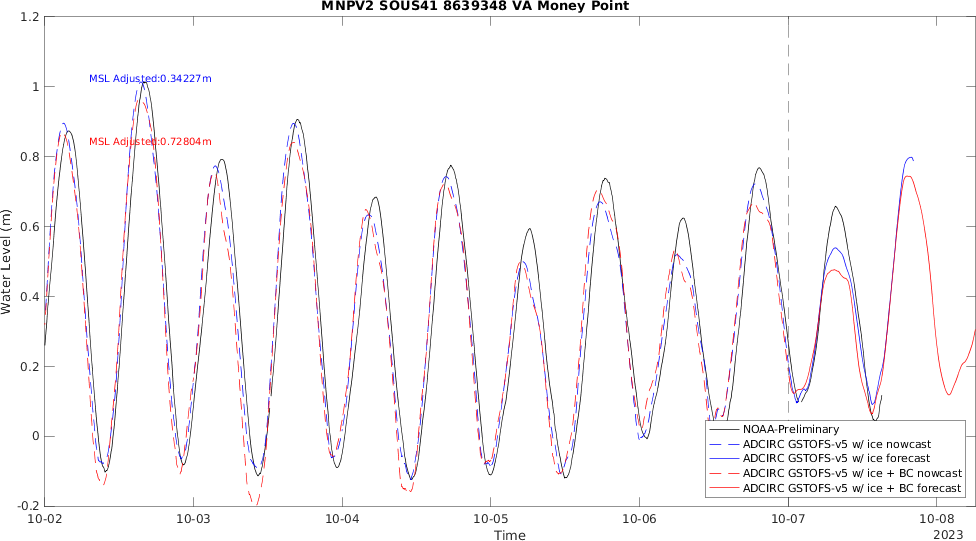 MNPV2 SOUS41 8639348 VA Money Point
1.2
1
0.8
0.6
0.4
0.2
0
-0.2
Water Level (m)
MSL Adjusted:0.34227m
MSL Adjusted:0.72804m
NOAA-Preliminary
ADCIRC GSTOFS-v5 w/ ice nowcast
ADCIRC GSTOFS-v5 w/ ice forecast
ADCIRC GSTOFS-v5 w/ ice + BC nowcast
ADCIRC GSTOFS-v5 w/ ice + BC forecast
10-02 10-03 10-04 10-05 10-06 10-07 10-08
Time
2023